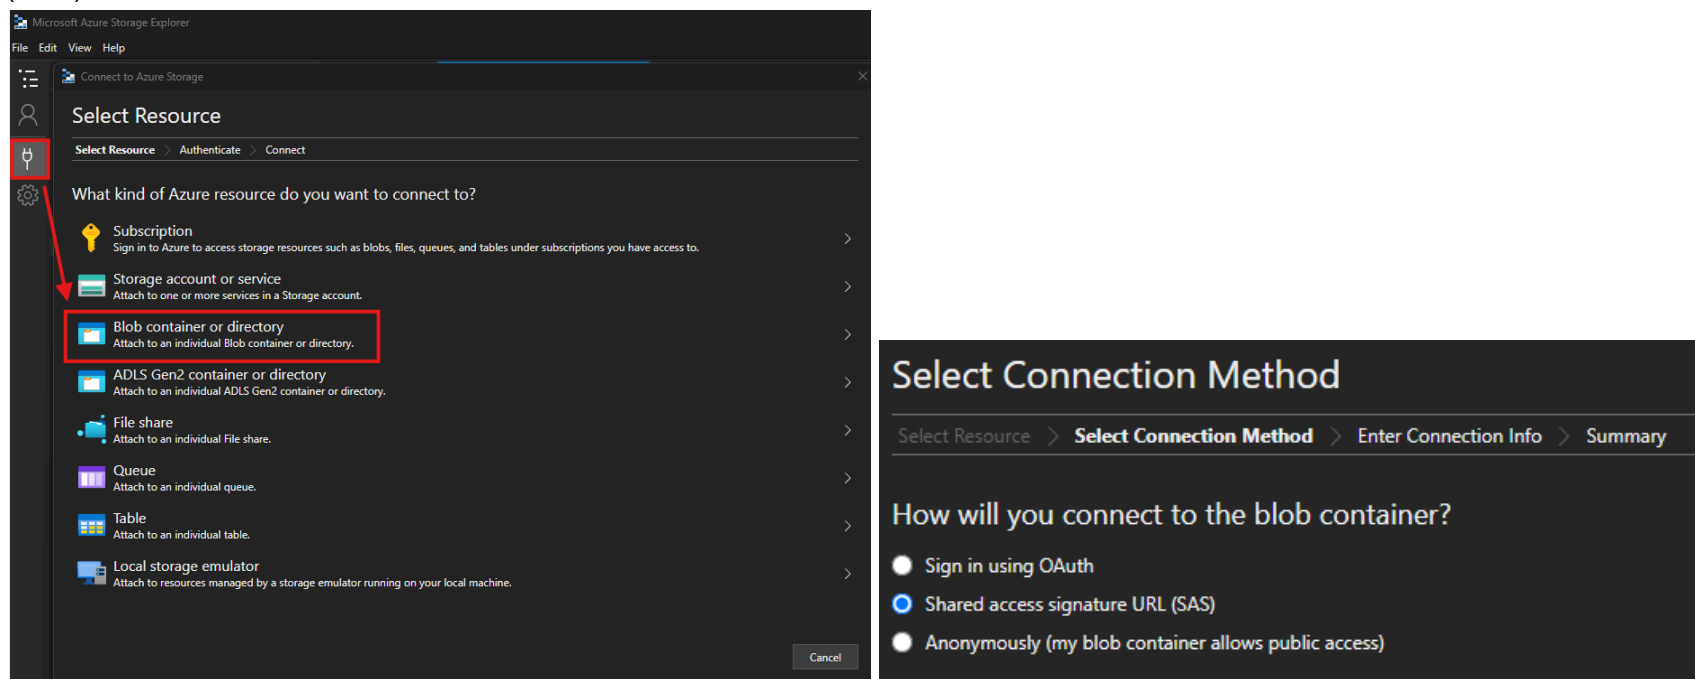 Microsoft Azure Storage Explorer
File Edit View Help
Connect to Azure Storage
Select Resource
Select Resource > Authenticate > Connect
What kind of Azure resource do you want to connect to?
Subscription
Sign in to Azure to access storage resources such as blobs, files, queues, and tables under subscriptions you have access to.
Storage account or service
Attach to one or more services in a Storage account.
Blob container or directory
Attach to an individual Blob container or directory.
ADLS Gen2 container or directory
Attach to an individual ADLS Gen2 container or directory.
File share
Attach to an individual File share.
Queue
Attach to an individual queue.
Table
Attach to an individual table.
Local storage emulator
Attach to resources managed by a storage emulator running on your local machine.
Cancel
Select Connection Method
Select Resource > Select Connection Method > Enter Connection Info > Summary
How will you connect to the blob container?
Sign in using OAuth
Shared access signature URL (SAS)
Anonymously (my blob container allows public access)